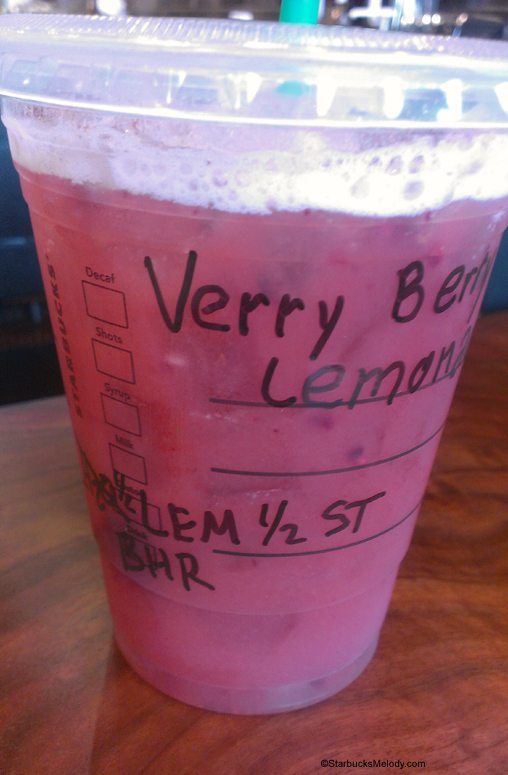 STARBUCKS
Decaf
Shots
Syrup
Milk
Verry Berry
Lemon
½ LEM ½ ST
BHR
©StarbucksMelody.com